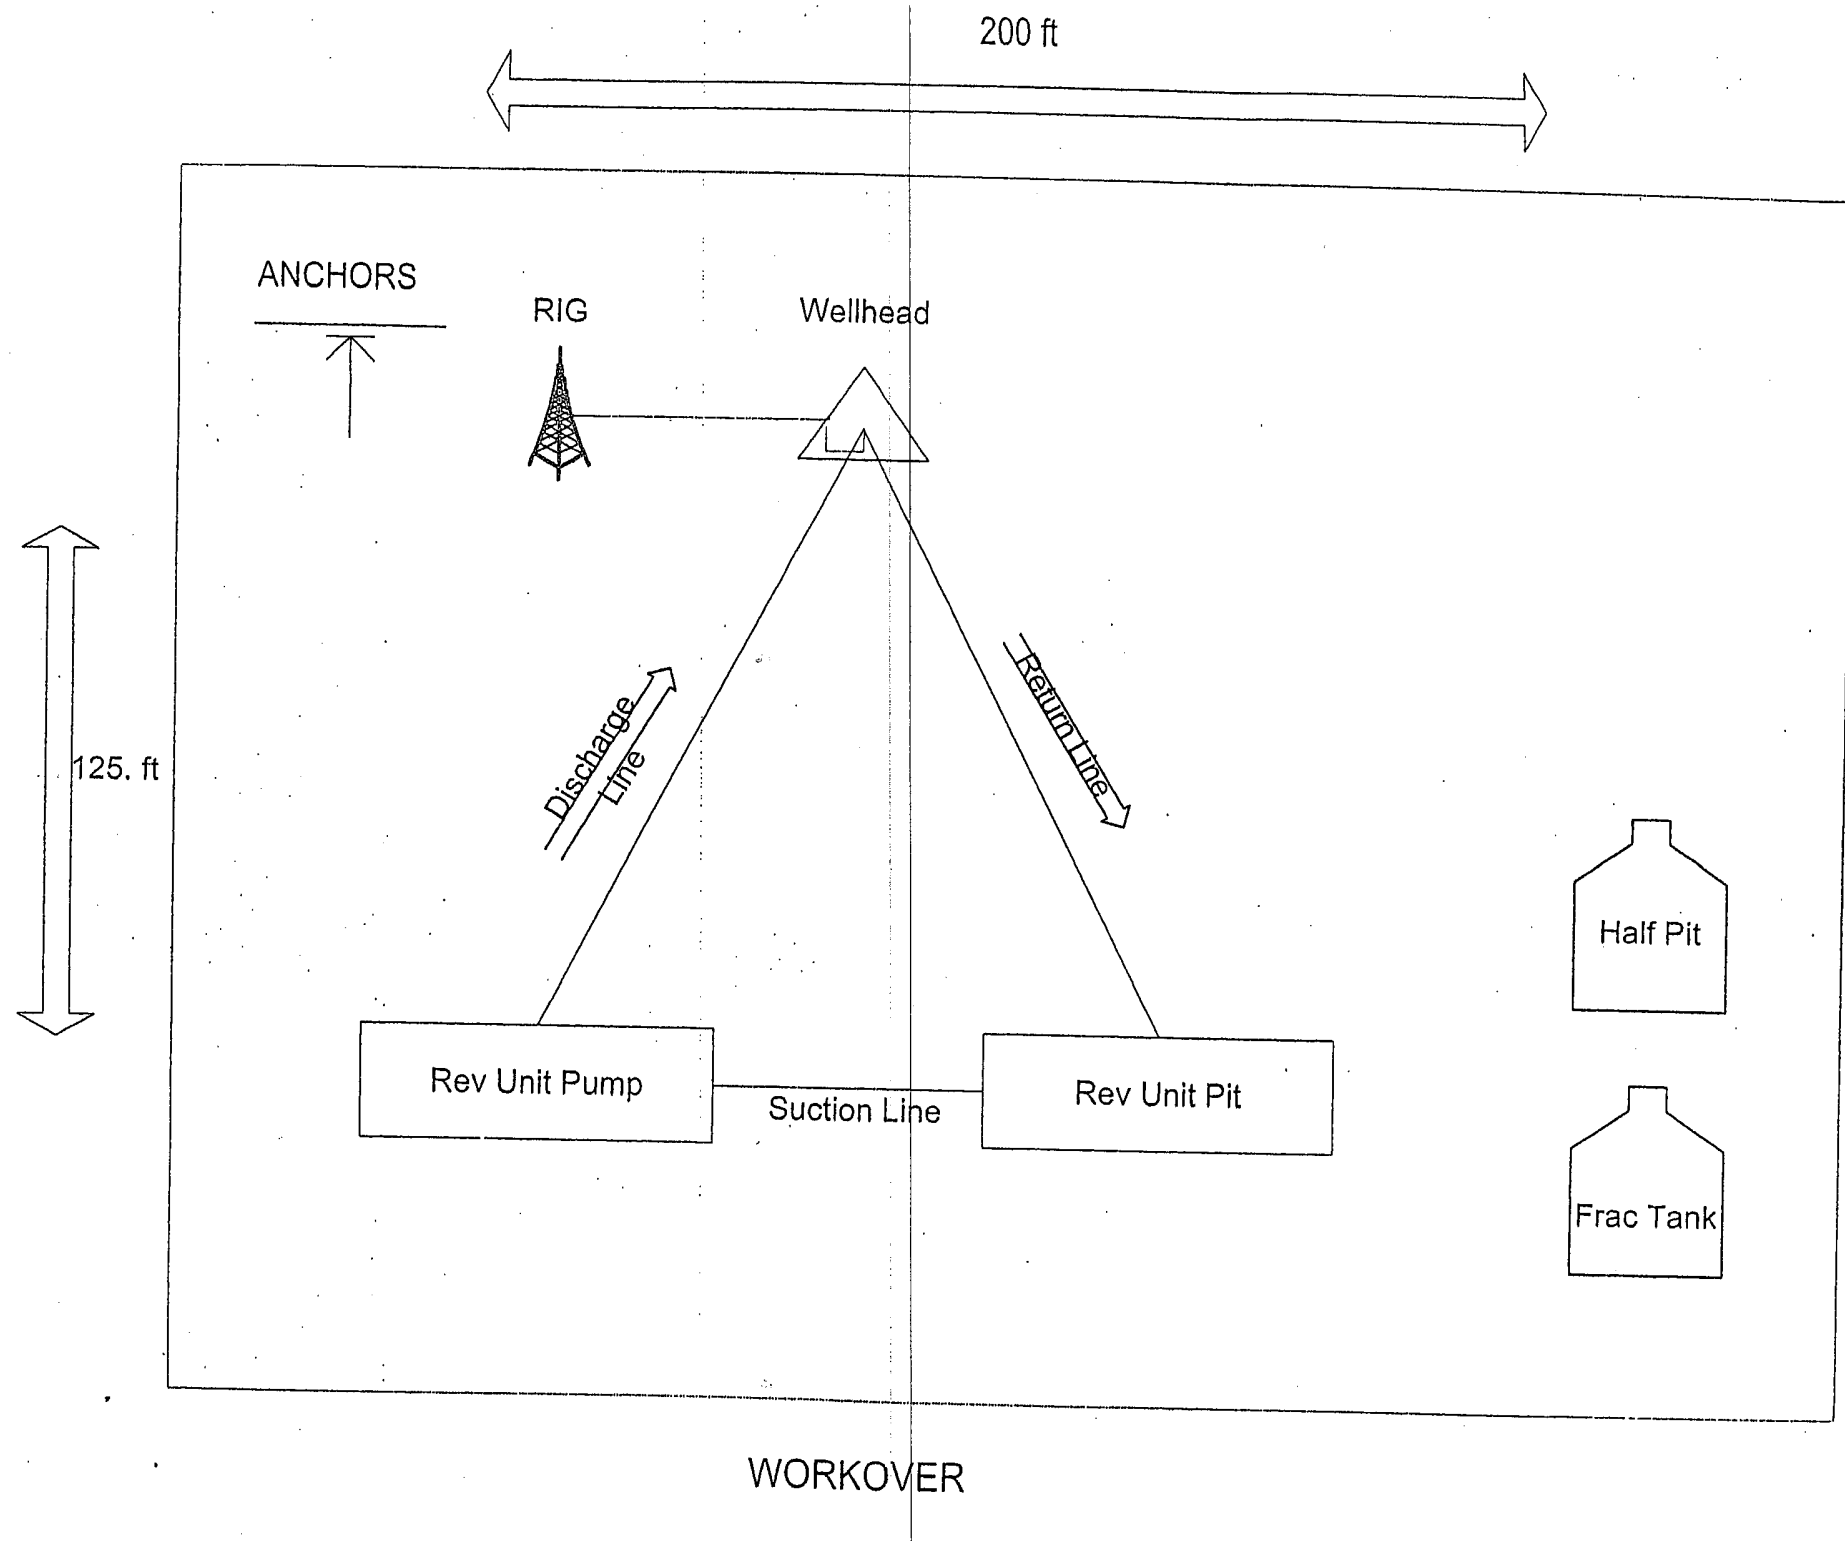 200 ft
ANCHORS
RIG
Wellhead
Discharge
Line
Return Line
125. ft
Half Pit
Rev Unit Pump
Suction Line
Rev Unit Pit
Frac Tank
WORKOVER